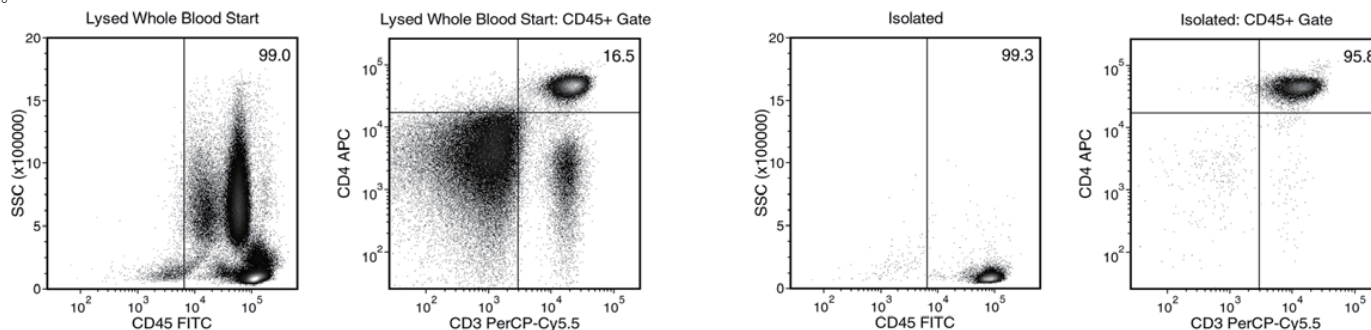 Lysed Whole Blood Start
Lysed Whole Blood Start: CD45+ Gate
Isolated
Isolated: CD45+ Gate
20
15
10
5
0
SSC (x100000)
99.0
10² 10³ 10⁴ 10⁵
CD45 FITC
10⁵
10⁴
10³
10²
CD4 APC
16.5
10² 10³ 10⁴ 10⁵
CD3 PerCP-Cy5.5
20
15
10
5
0
SSC (x100000)
99.3
10² 10³ 10⁴ 10⁵
CD45 FITC
10⁵
10⁴
10³
10²
CD4 APC
95.8
10² 10³ 10⁴ 10⁵
CD3 PerCP-Cy5.5